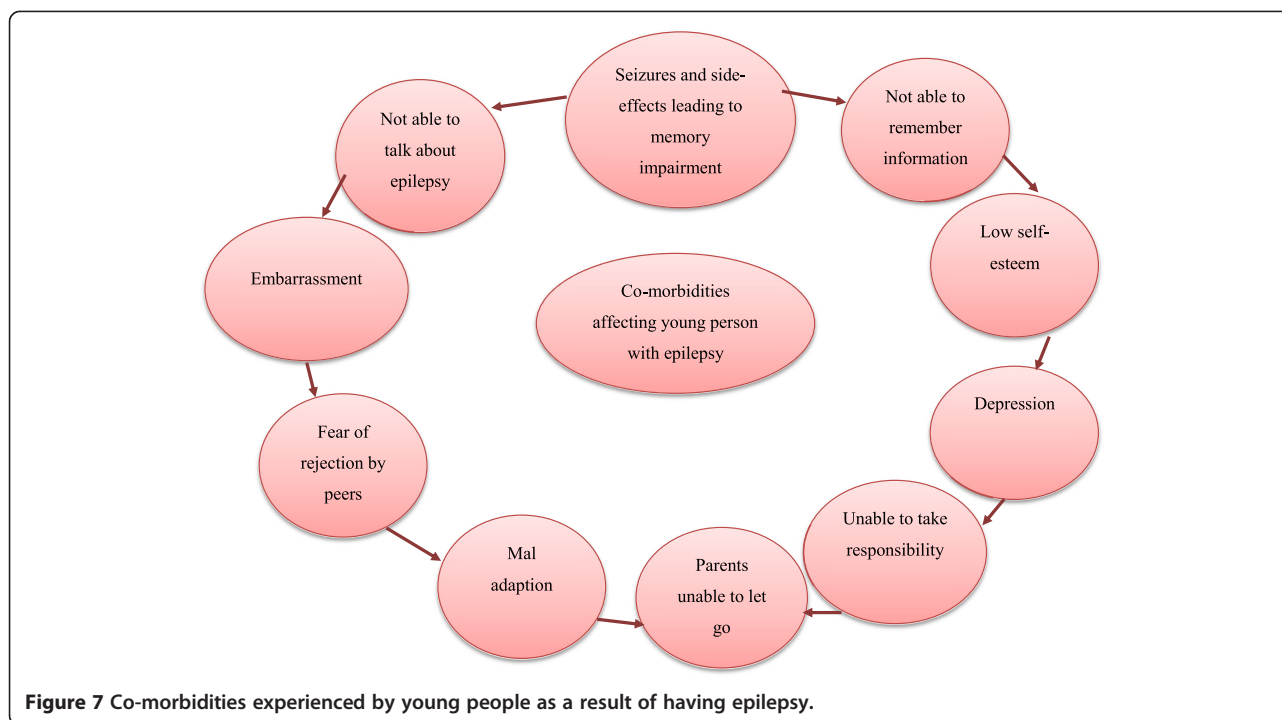 Seizures and side-
effects leading to
memory
impairment
Not able to
talk about
epilepsy
Embarrassment
Fear of
rejection by
peers
Mal
adaption
Not able to
remember
information
Low self-
esteem
Depression
Unable to take
responsibility
Parents
unable to let
go
Co-morbidities
affecting young person
with epilepsy
Figure 7 Co-morbidities experienced by young people as a result of having epilepsy.